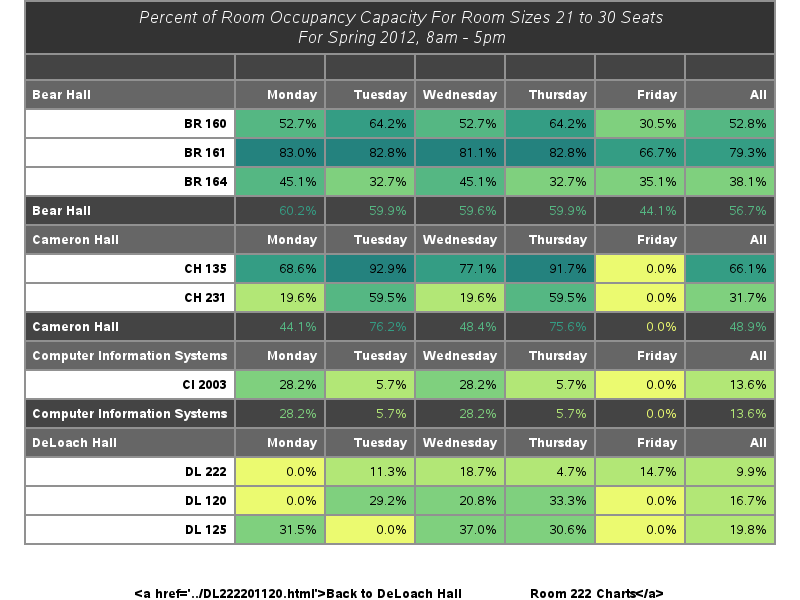 Percent of Room Occupancy Capacity For Room Sizes 21 to 30 Seats
For Spring 2012, 8am - 5pm
Bear Hall Monday Tuesday Wednesday Thursday Friday All
BR 160 52.7% 64.2% 52.7% 64.2% 30.5% 52.8%
BR 161 83.0% 82.8% 81.1% 82.8% 66.7% 79.3%
BR 164 45.1% 32.7% 45.1% 32.7% 35.1% 38.1%
Bear Hall 60.2% 59.9% 59.6% 59.9% 44.1% 56.7%
Cameron Hall Monday Tuesday Wednesday Thursday Friday All
CH 135 68.6% 92.9% 77.1% 91.7% 0.0% 66.1%
CH 231 19.6% 59.5% 19.6% 59.5% 0.0% 31.7%
Cameron Hall 44.1% 76.2% 48.4% 75.6% 0.0% 48.9%
Computer Information Systems Monday Tuesday Wednesday Thursday Friday All
CI 2003 28.2% 5.7% 28.2% 5.7% 0.0% 13.6%
Computer Information Systems 28.2% 5.7% 28.2% 5.7% 0.0% 13.6%
DeLoach Hall Monday Tuesday Wednesday Thursday Friday All
DL 222 0.0% 11.3% 18.7% 4.7% 14.7% 9.9%
DL 120 0.0% 29.2% 20.8% 33.3% 0.0% 16.7%
DL 125 31.5% 0.0% 37.0% 30.6% 0.0% 19.8%
<a href='../DL222201120.html'>Back to DeLoach Hall Room 222 Charts</a>